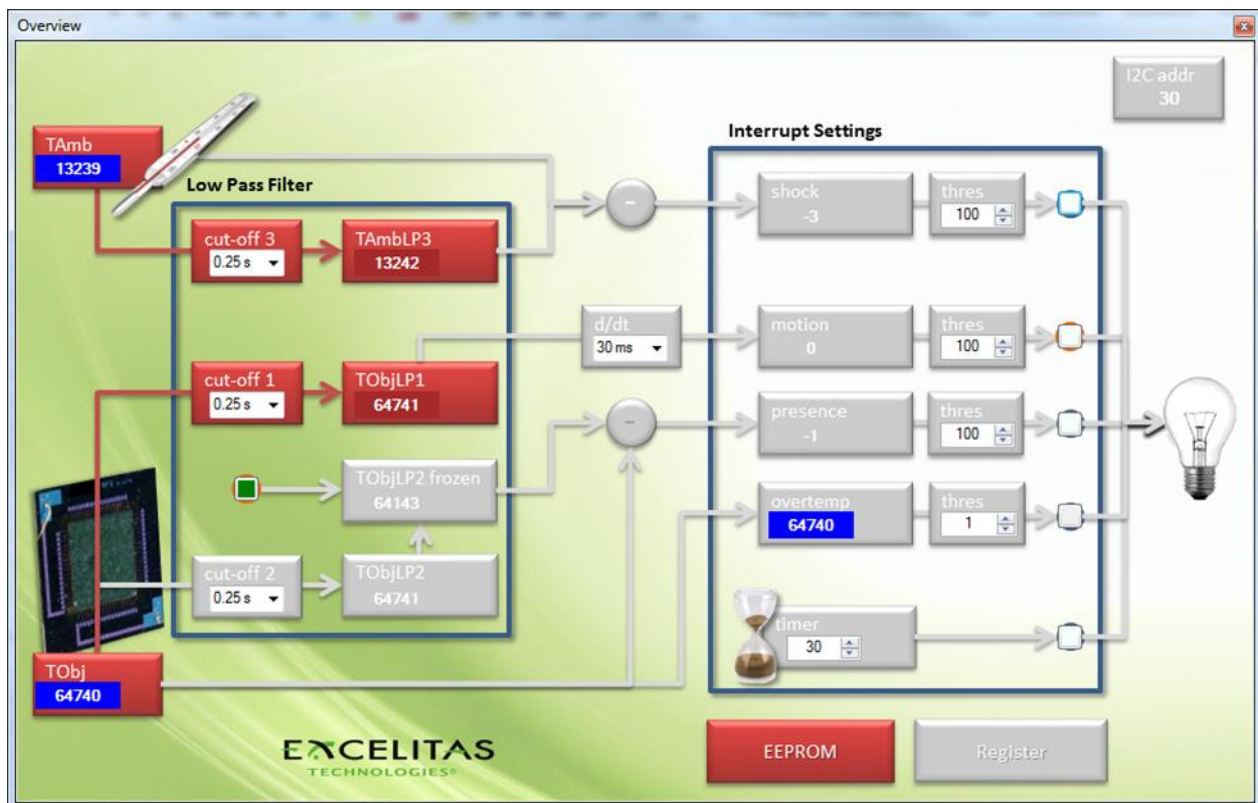 Overview
I2C addr
30
TAmb
13239
Low Pass Filter
cut-off 3
0.25 s
TAmbLP3
13242
cut-off 1
0.25 s
TObjLP1
64741
TObjLP2 frozen
64143
cut-off 2
0.25 s
TObjLP2
64741
TObj
64740
-
d/dt
30 ms
-
Interrupt Settings
shock
-3
thres
100
motion
0
thres
100
presence
-1
thres
100
overtemp
64740
thres
1
timer
30
EXCELITAS
TECHNOLOGIES®
EEPROM
Register